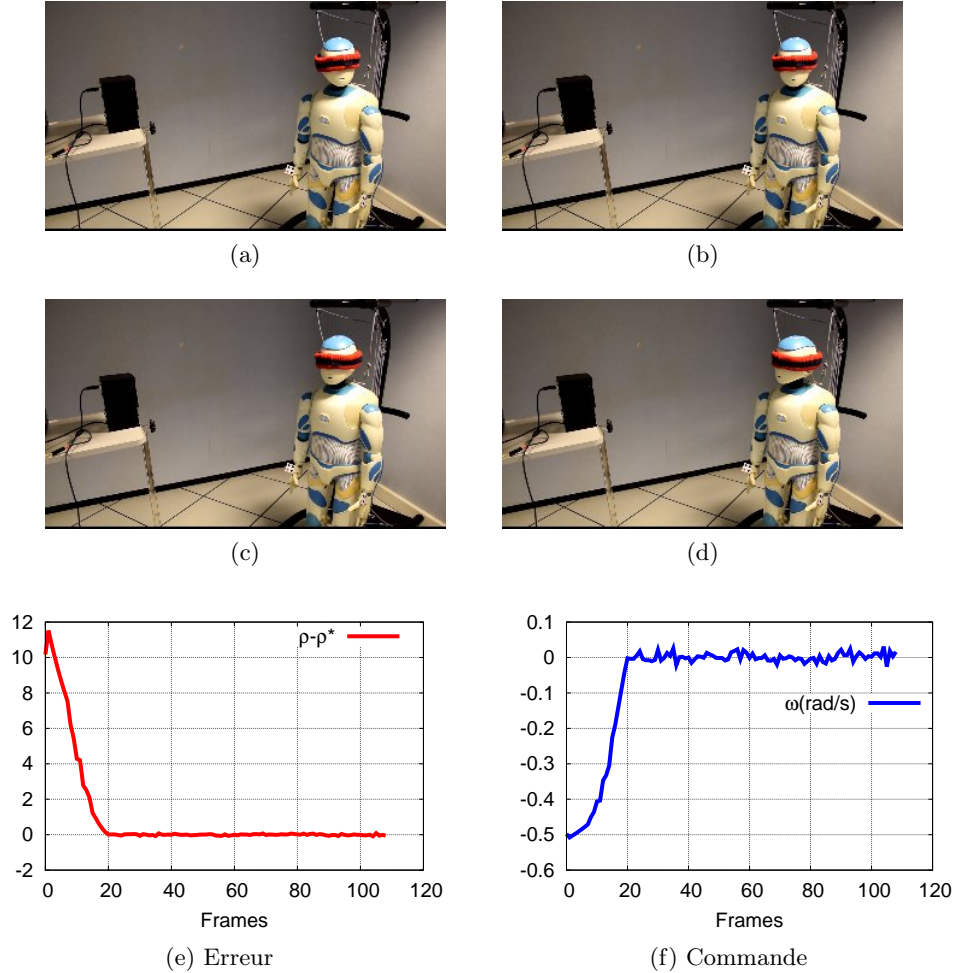 (a)
(b)
(c)
(d)
12
10
8
6
4
2
0
-2
ρ-ρ*
0 20 40 60 80 100 120
Frames
(e) Erreur
0.1
0
-0.1
-0.2
-0.3
-0.4
-0.5
-0.6
ω(rad/s)
0 20 40 60 80 100 120
Frames
(f) Commande